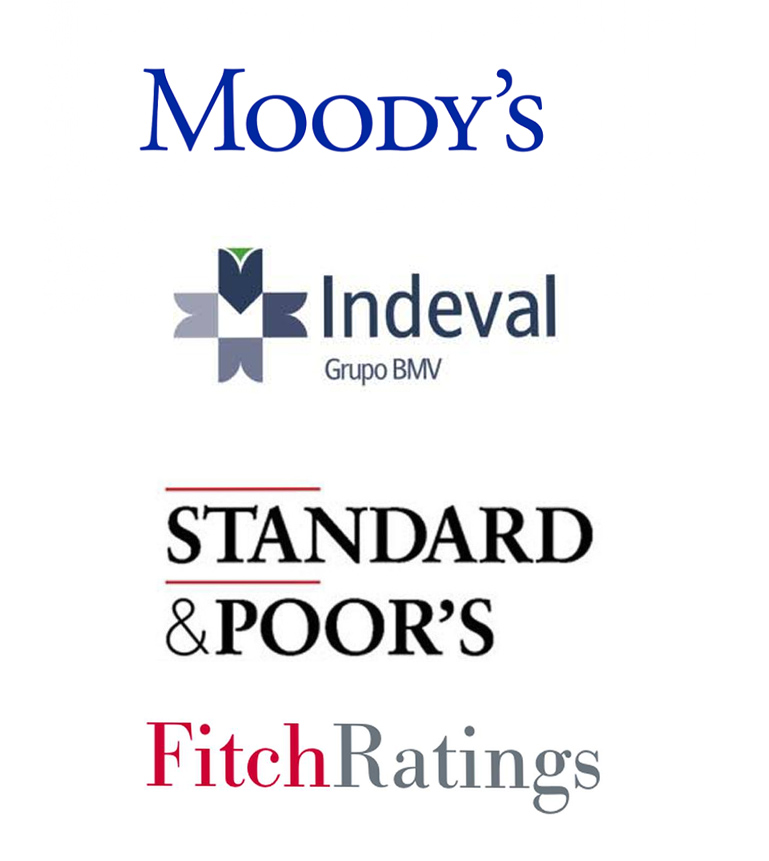 MOODY'S
Indeval
Grupo BMV
STANDARD
&POOR'S
FitchRatings